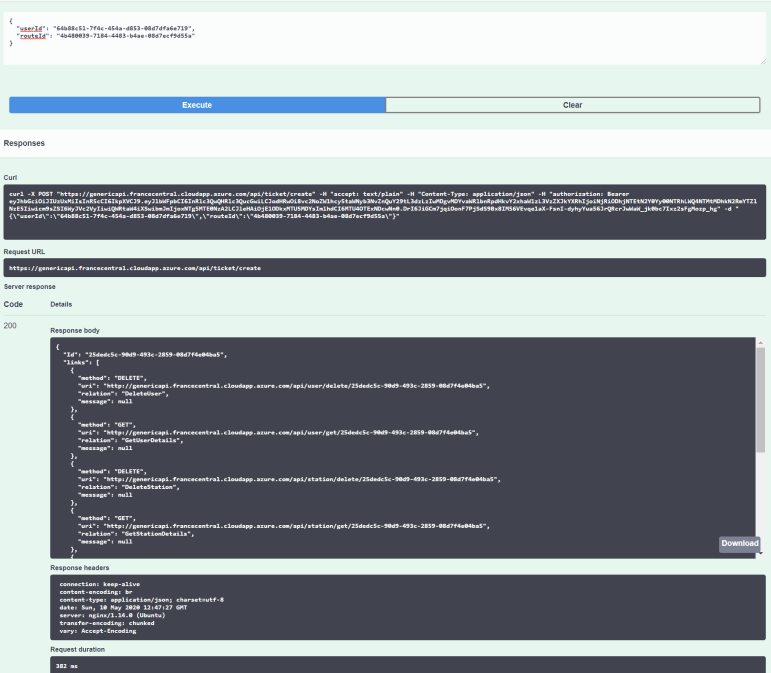 {
"userId": "64b88c51-7f4c-454a-d853-08d7dfa6e719",
"routeId": "4b480039-7184-4483-b4ae-08d7ecf9d55a"
}
Execute
Clear
Responses
Curl
curl -X POST "https://genericapi.francecentral.cloudapp.azure.com/api/ticket/create" -H "accept: text/plain" -H "Content-Type: application/json" -H "authorization: Bearer
{\"userId\":\"64b88c51-7f4c-454a-d853-08d7dfa6e719\",\"routeId\":\"4b480039-7184-4483-b4ae-08d7ecf9d55a\"}"
Request URL
https://genericapi.francecentral.cloudapp.azure.com/api/ticket/create
Server response
Code
Details
200
Response body
{
"Id": "25dedc5c-90d9-493c-2859-08d7f4e04ba5",
"links": [
{
"method": "DELETE",
"uri": "http://genericapi.francecentral.cloudapp.azure.com/api/user/delete/25dedc5c-90d9-493c-2859-08d7f4e04ba5",
"relation": "DeleteUser",
"message": null
},
{
"method": "GET",
"uri": "http://genericapi.francecentral.cloudapp.azure.com/api/user/get/25dedc5c-90d9-493c-2859-08d7f4e04ba5",
"relation": "GetUserDetails",
"message": null
},
{
"method": "DELETE",
"uri": "http://genericapi.francecentral.cloudapp.azure.com/api/station/delete/25dedc5c-90d9-493c-2859-08d7f4e04ba5",
"relation": "DeleteStation",
"message": null
},
{
"method": "GET",
"uri": "http://genericapi.francecentral.cloudapp.azure.com/api/station/get/25dedc5c-90d9-493c-2859-08d7f4e04ba5",
"relation": "GetStationDetails",
"message": null
},
{
Download
Response headers
connection: keep-alive
content-encoding: br
content-type: application/json; charset=utf-8
date: Sun, 10 May 2020 12:47:27 GMT
server: nginx/1.14.0 (Ubuntu)
transfer-encoding: chunked
vary: Accept-Encoding
Request duration
382 ms